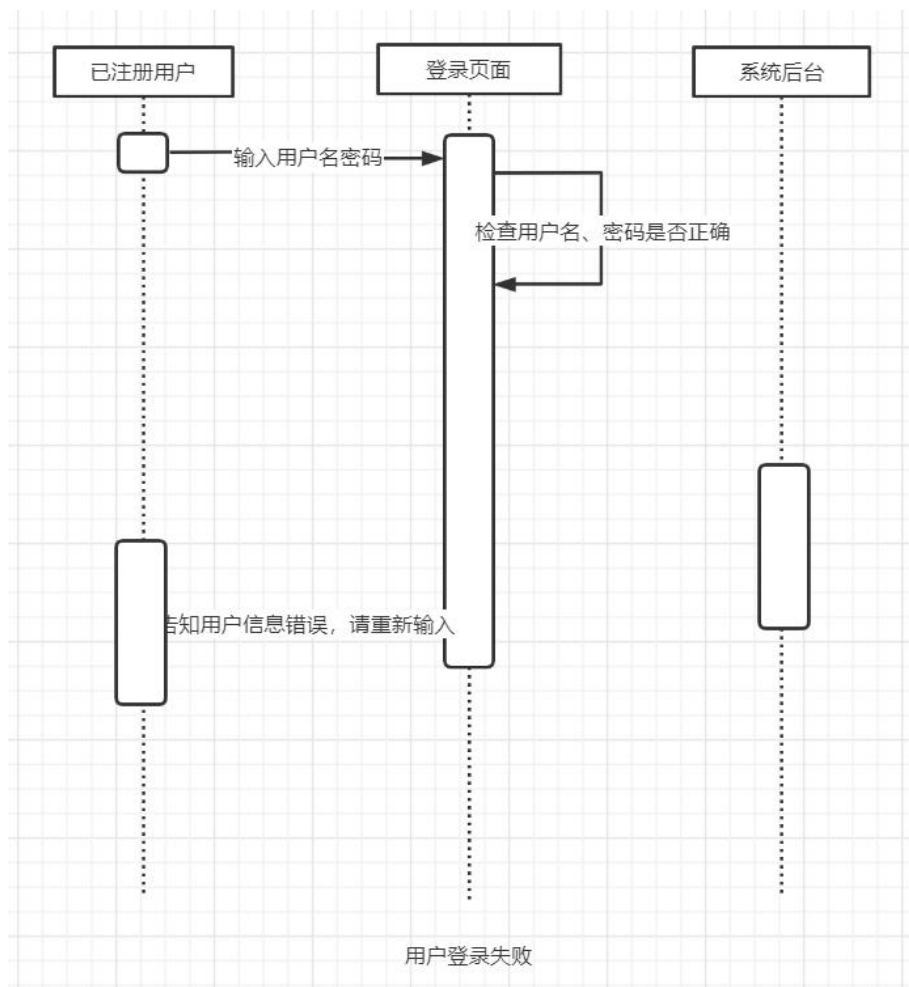 已注册用户
登录页面
系统后台
输入用户名密码
检查用户名、密码是否正确
告知用户信息错误，请重新输入
用户登录失败